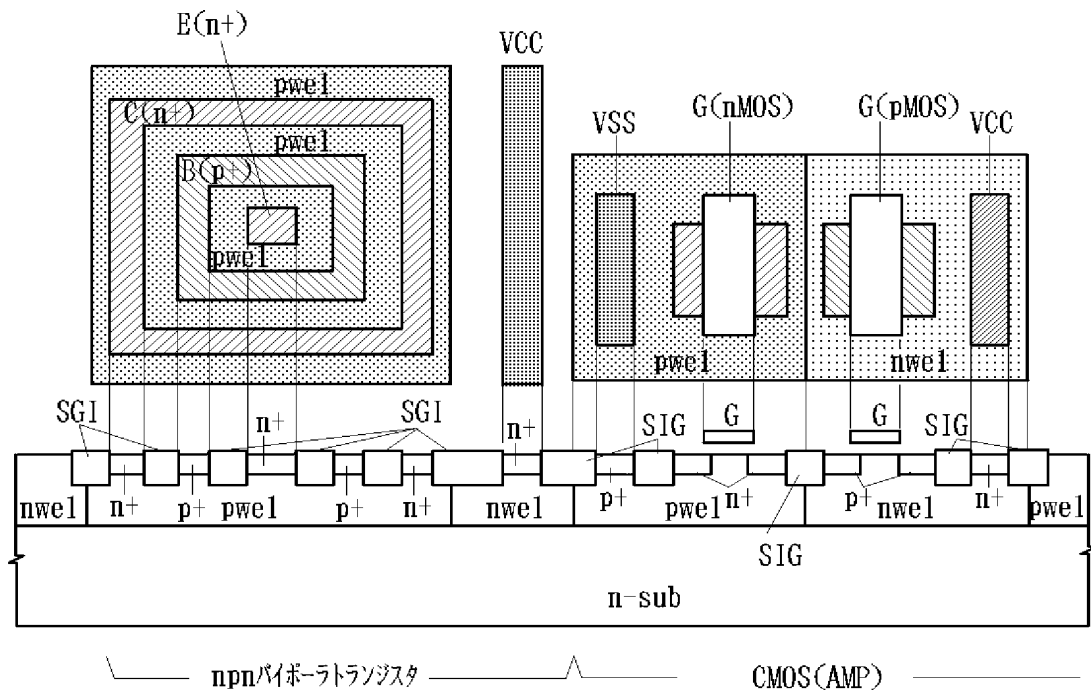 E(n+)
VCC
pwel
C(n+)
pwel
B(p+)
pwel
G(nMOS)
G(pMOS)
VSS
VCC
pwel
nwel
SGI
n+
SGI
n+
SIG
G
G
SIG
nwel
n+
p+
pwel
p+
n+
nwel
p+
pwel
n+
SIG
p+
nwel
n+
pwel
n-sub
npnバイポーラトランジスタ
CMOS(AMP)